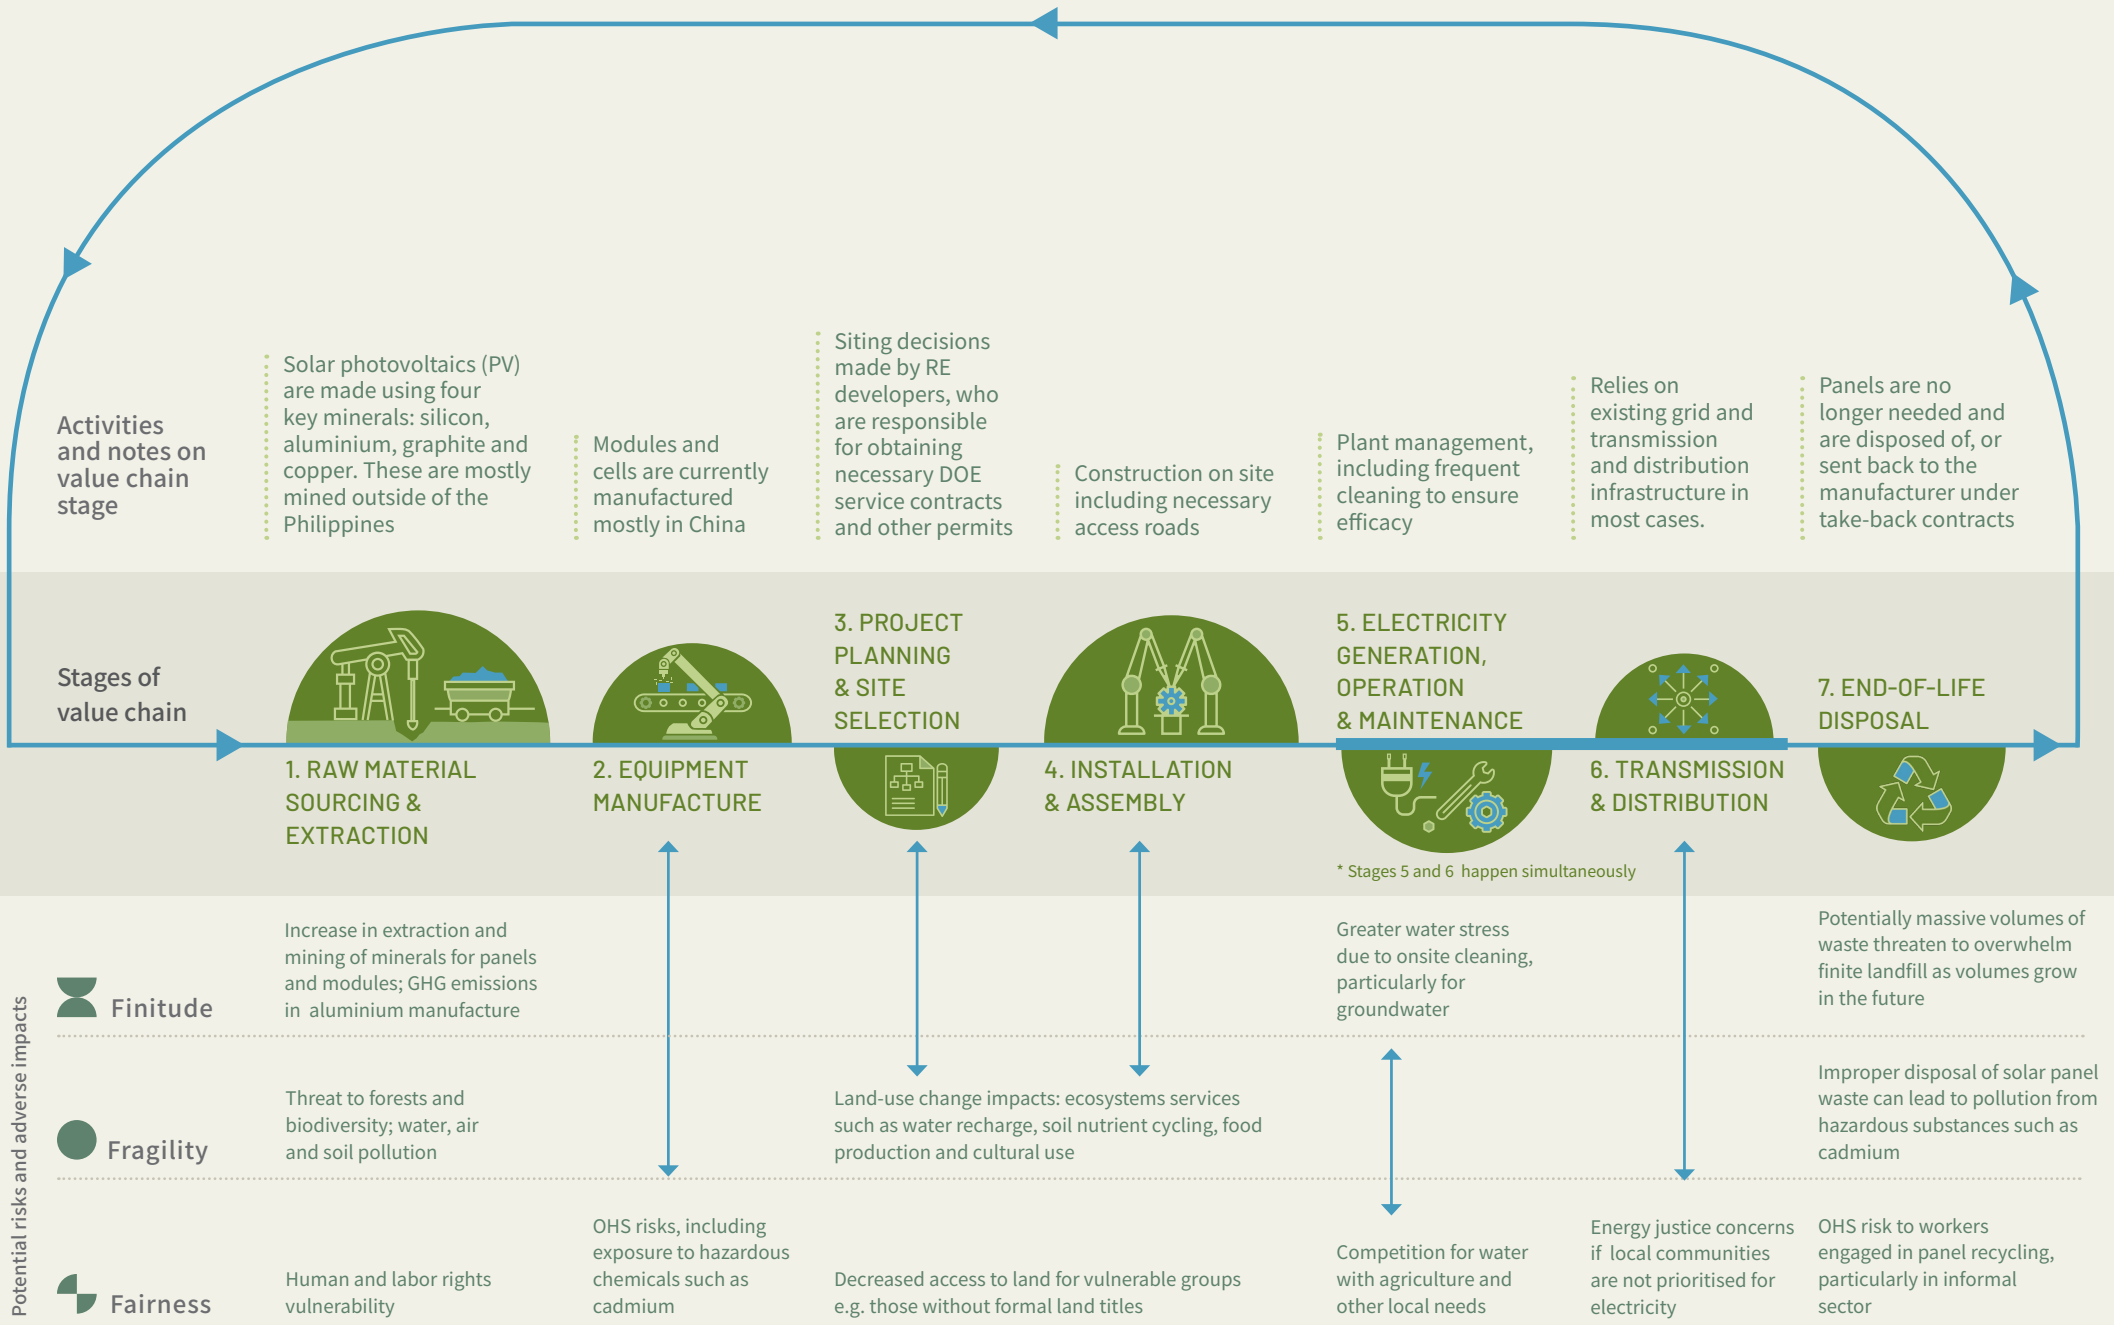 Activities
and notes on
value chain
stage
Solar photovoltaics (PV)
are made using four
key minerals: silicon,
aluminium, graphite and
copper. These are mostly
mined outside of the
Philippines
Modules and
cells are currently
manufactured
mostly in China
Siting decisions
made by RE
developers, who
are responsible
for obtaining
necessary DOE
service contracts
and other permits
Construction on site
including necessary
access roads
Plant management,
including frequent
cleaning to ensure
efficacy
Relies on
existing grid and
transmission
and distribution
infrastructure in
most cases.
Panels are no
longer needed and
are disposed of, or
sent back to the
manufacturer under
take-back contracts
Stages of
value chain
1. RAW MATERIAL
SOURCING &
EXTRACTION
2. EQUIPMENT
MANUFACTURE
3. PROJECT
PLANNING
& SITE
SELECTION
4. INSTALLATION
& ASSEMBLY
5. ELECTRICITY
GENERATION,
OPERATION
& MAINTENANCE
* Stages 5 and 6 happen simultaneously
6. TRANSMISSION
& DISTRIBUTION
7. END-OF-LIFE
DISPOSAL
Potential risks and adverse impacts
Finitude
Increase in extraction and
mining of minerals for panels
and modules; GHG emissions
in aluminium manufacture
Greater water stress
due to onsite cleaning,
particularly for
groundwater
Potentially massive volumes of
waste threaten to overwhelm
finite landfill as volumes grow
in the future
Fragility
Threat to forests and
biodiversity; water, air
and soil pollution
Land-use change impacts: ecosystems services
such as water recharge, soil nutrient cycling, food
production and cultural use
Improper disposal of solar panel
waste can lead to pollution from
hazardous substances such as
cadmium
Fairness
Human and labor rights
vulnerability
OHS risks, including
exposure to hazardous
chemicals such as
cadmium
Decreased access to land for vulnerable groups
e.g. those without formal land titles
Competition for water
with agriculture and
other local needs
Energy justice concerns
if local communities
are not prioritised for
electricity
OHS risk to workers
engaged in panel recycling,
particularly in informal
sector